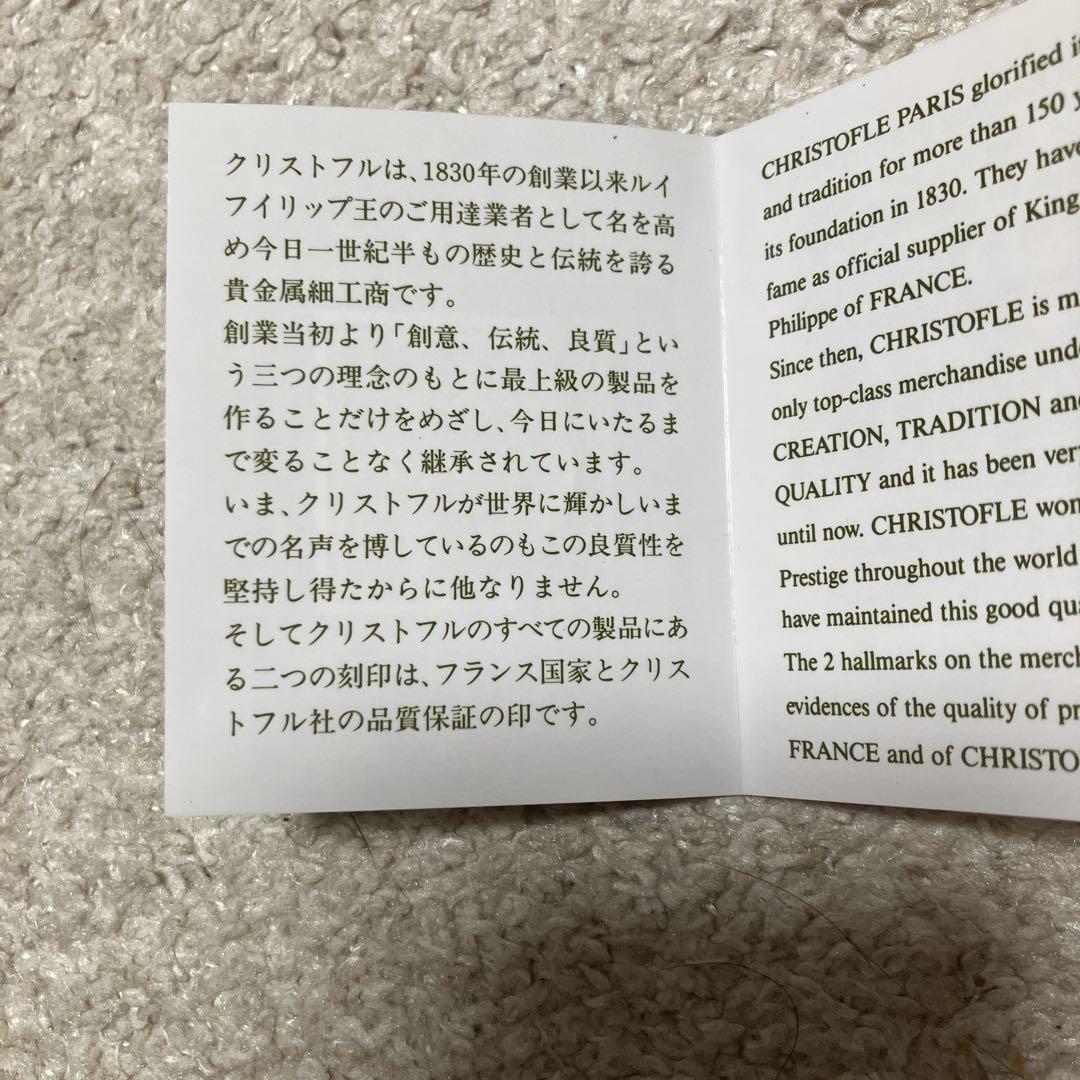 クリストフルは、1830年の創業以来ルイ
フイリップ王のご用達業者として名を高
め今日一世紀半もの歴史と伝統を誇る
貴金属細工商です。
創業当初より「創意、伝統、良質」とい
う三つの理念のもとに最上級の製品を
作ることだけをめざし、今日にいたるま
で変ることなく継承されています。
いま、クリストフルが世界に輝かしいま
での名声を博しているのもこの良質性を
堅持し得たからに他なりません。
そしてクリストフルのすべての製品にあ
る二つの刻印は、フランス国家とクリス
トフル社の品質保証の印です。
CHRISTOFLE PARIS glorified
and tradition for more than 150
its foundation in 1830. They have
fame as official supplier of King
Philippe of FRANCE.
Since then, CHRISTOFLE is
only top-class merchandise
CREATION, TRADITION
QUALITY and it has been
until now. CHRISTOFLE
Prestige throughout the world
have maintained this good
The 2 hallmarks on the
evidences of the quality of
FRANCE and of